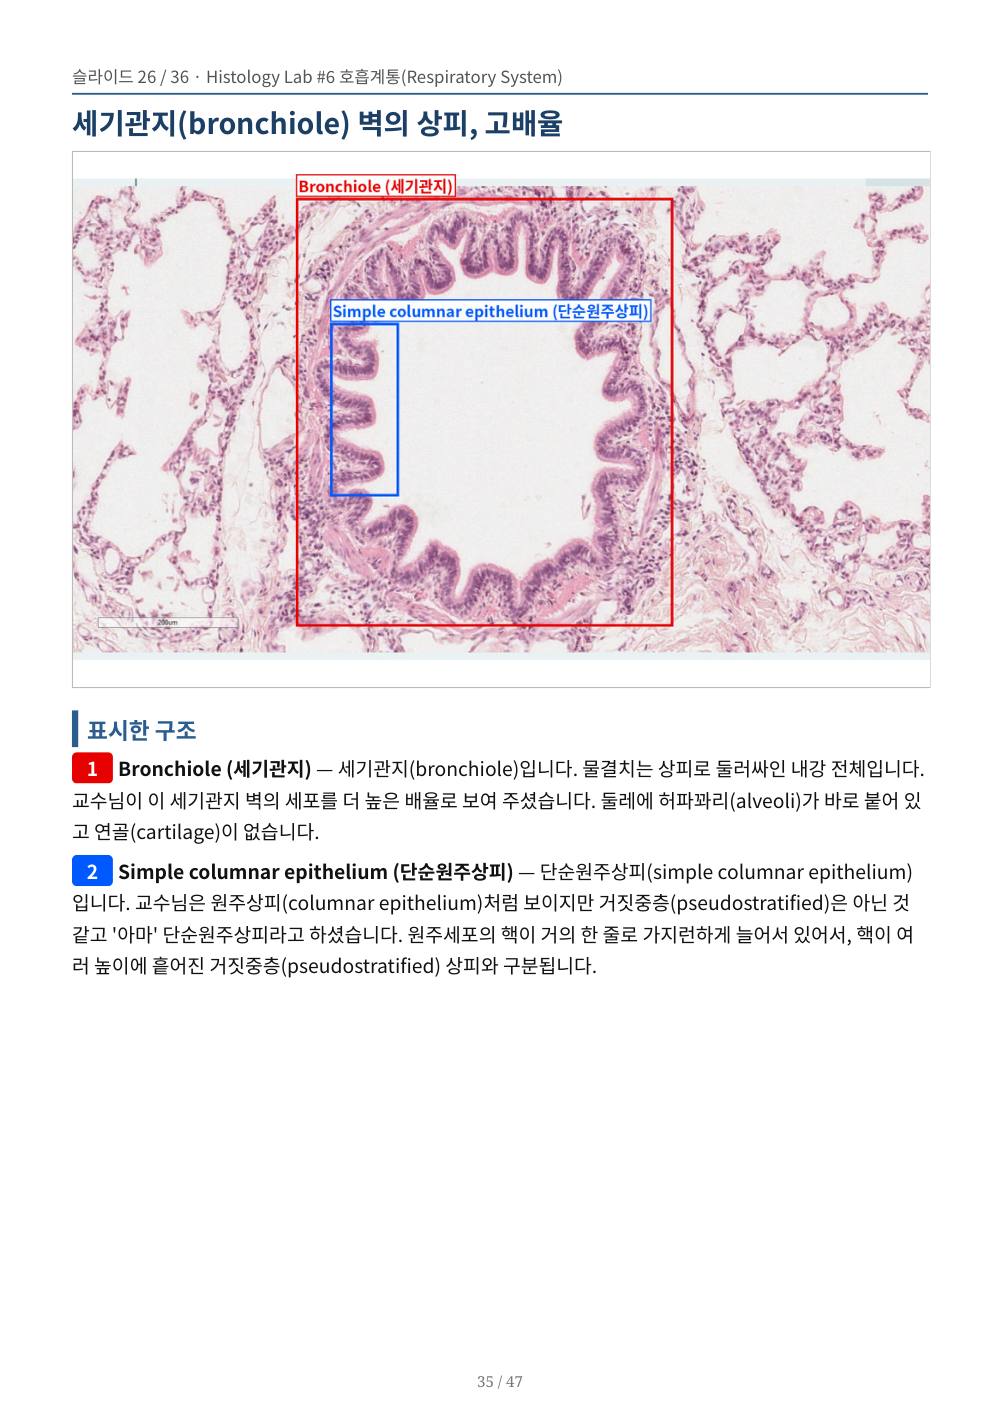 슬라이드 26 / 36 · Histology Lab #6 호흡계통(Respiratory System)
세기관지(bronchiole) 벽의 상피, 고배율
Bronchiole (세기관지)
Simple columnar epithelium (단순원주상피)
200um
표시한 구조
1 Bronchiole (세기관지) — 세기관지(bronchiole)입니다. 물결치는 상피로 둘러싸인 내강 전체입니다.
교수님이 이 세기관지 벽의 세포를 더 높은 배율로 보여 주셨습니다. 둘레에 허파꽈리(alveoli)가 바로 붙어 있
고 연골(cartilage)이 없습니다.
2 Simple columnar epithelium (단순원주상피) — 단순원주상피(simple columnar epithelium)
입니다. 교수님은 원주상피(columnar epithelium)처럼 보이지만 거짓중층(pseudostratified)은 아닌 것
같고 '아마' 단순원주상피라고 하셨습니다. 원주세포의 핵이 거의 한 줄로 가지런하게 늘어서 있어서, 핵이 여
러 높이에 흩어진 거짓중층(pseudostratified) 상피와 구분됩니다.
35 / 47